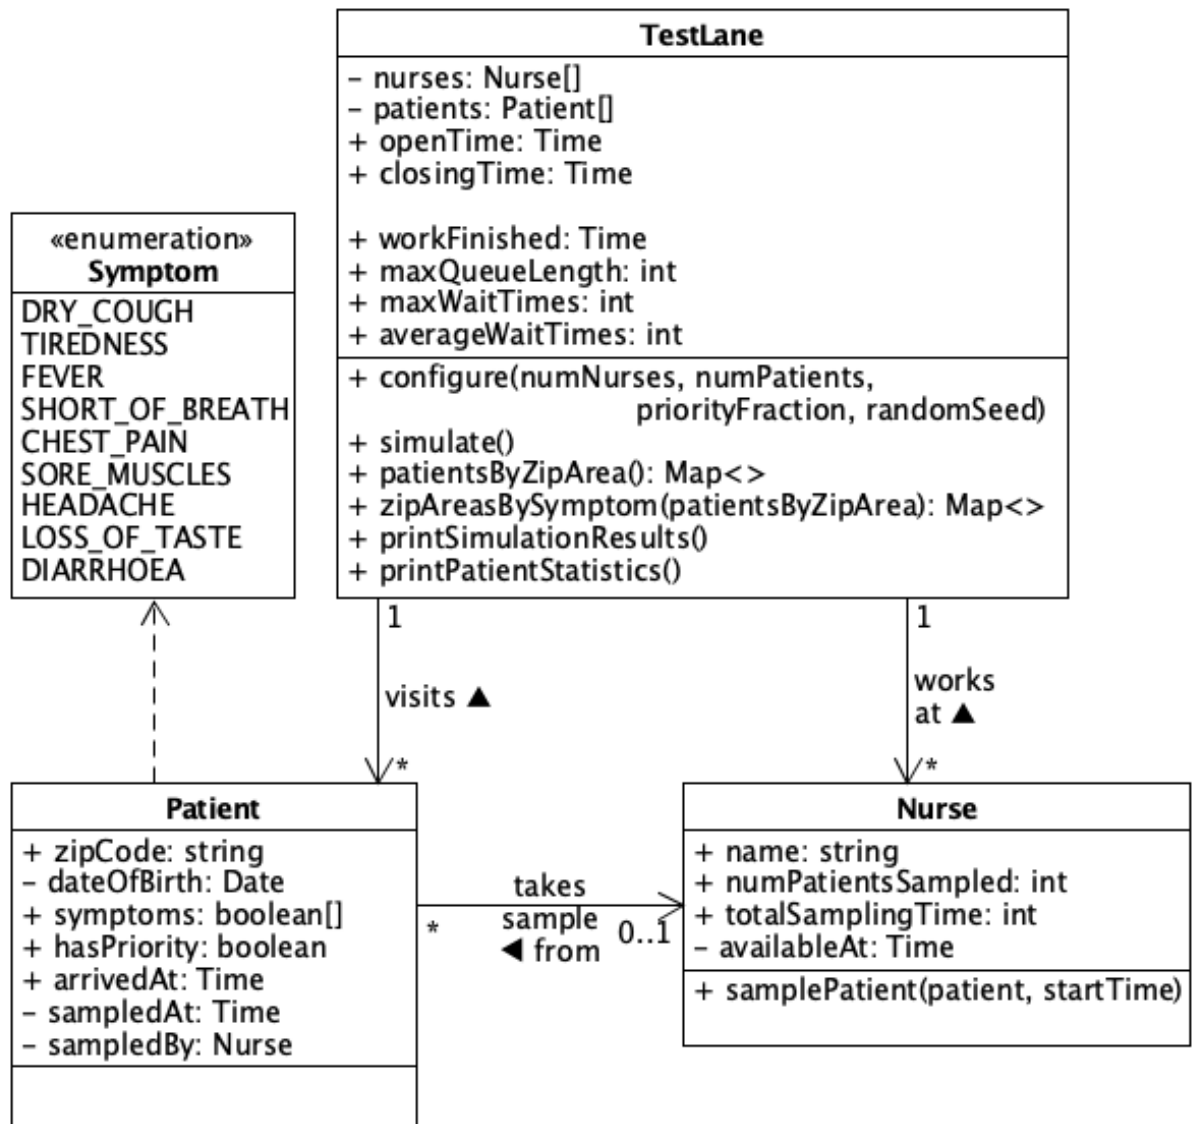 TestLane
– nurses: Nurse[]
– patients: Patient[]
+ openTime: Time
+ closingTime: Time
+ workFinished: Time
+ maxQueueLength: int
+ maxWaitTimes: int
+ averageWaitTimes: int
+ configure(numNurses, numPatients,
priorityFraction, randomSeed)
+ simulate()
+ patientsByZipArea(): Map<>
+ zipAreasBySymptom(patientsByZipArea): Map<>
+ printSimulationResults()
+ printPatientStatistics()
«enumeration»
Symptom
DRY_COUGH
TIREDNESS
FEVER
SHORT_OF_BREATH
CHEST_PAIN
SORE_MUSCLES
HEADACHE
LOSS_OF_TASTE
DIARRHOEA
1
visits ▲
*
1
works
at ▲
*
Patient
+ zipCode: string
– dateOfBirth: Date
+ symptoms: boolean[]
+ hasPriority: boolean
+ arrivedAt: Time
– sampledAt: Time
– sampledBy: Nurse
*
takes
sample
◀ from
0..1
Nurse
+ name: string
+ numPatientsSampled: int
+ totalSamplingTime: int
– availableAt: Time
+ samplePatient(patient, startTime)